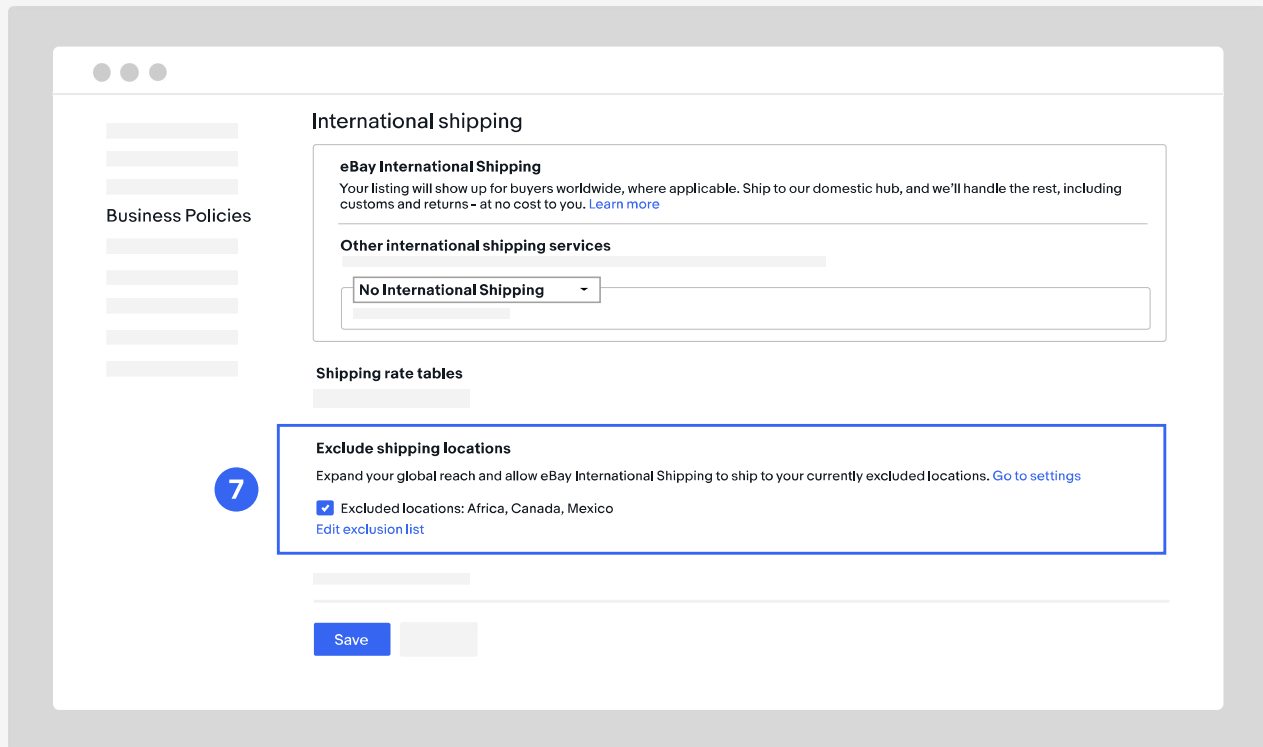 International shipping
eBay International Shipping
Your listing will show up for buyers worldwide, where applicable. Ship to our domestic hub, and we'll handle the rest, including
customs and returns - at no cost to you. Learn more
Business Policies
Other international shipping services
No International Shipping
Shipping rate tables
Exclude shipping locations
Expand your global reach and allow eBay International Shipping to ship to your currently excluded locations. Go to settings
7
Excluded locations: Africa, Canada, Mexico
Edit exclusion list
Save